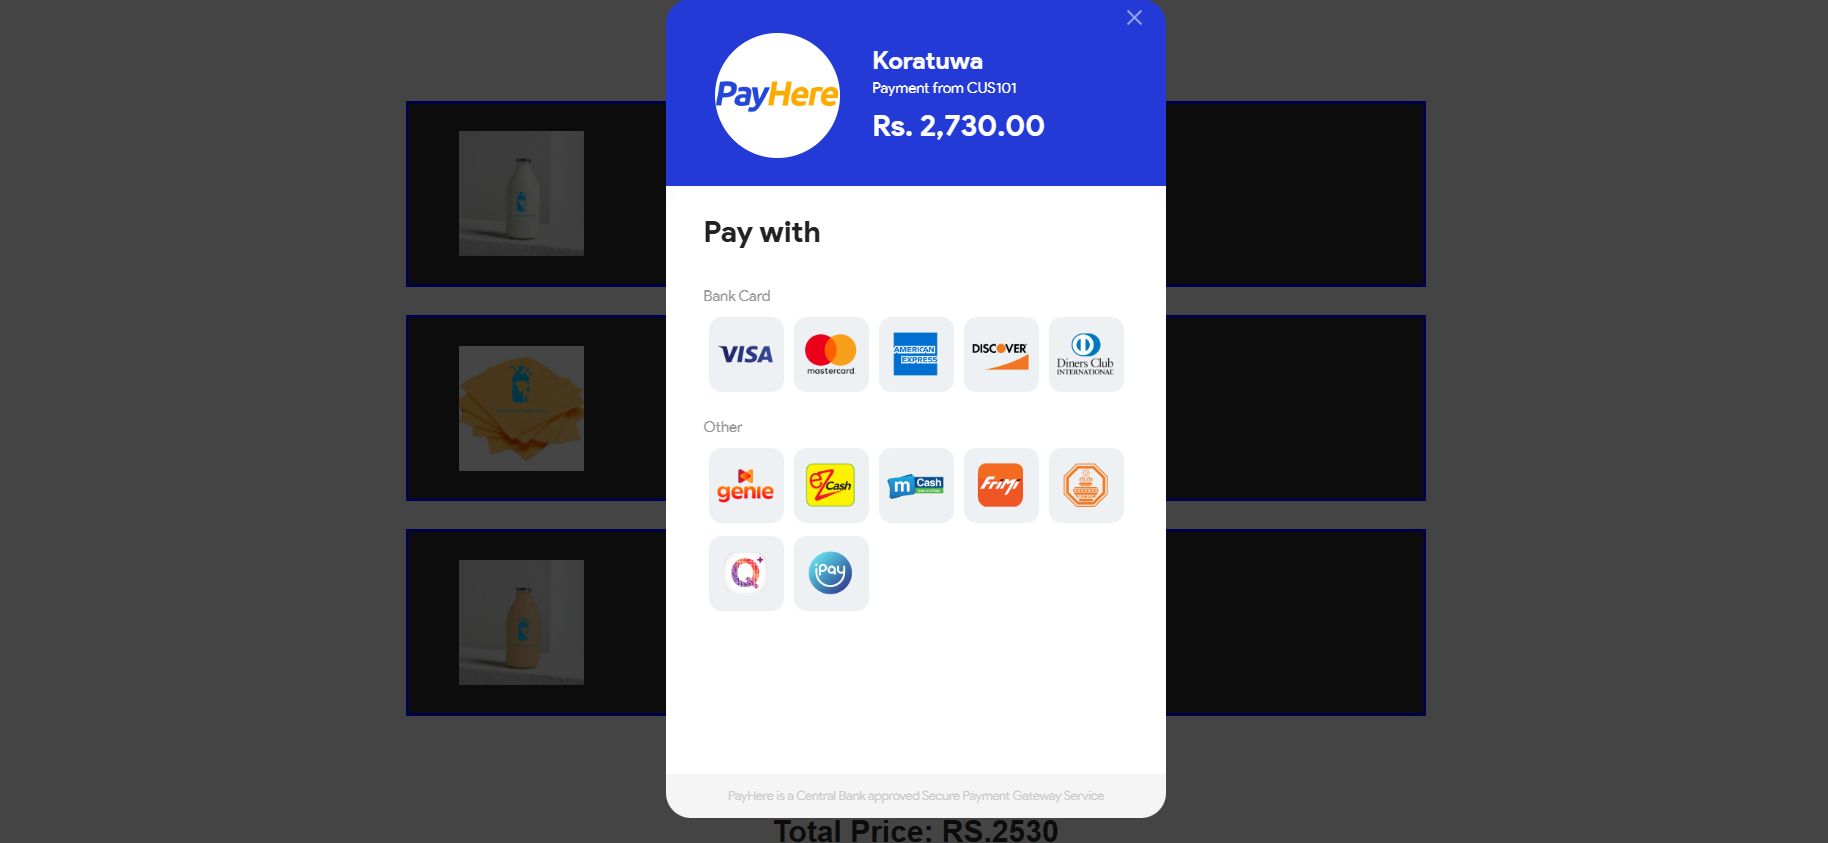 Koratuwa
Payment from CUS101
Rs. 2,730.00
PayHere
Pay with
Bank Card
VISA
mastercard.
AMERICAN
EXPRESS
DISCOVER
Diners Club
INTERNATIONAL
Other
genie
eZ Cash
m Cash
FriMi
Q+
iPay
PayHere is a Central Bank approved Secure Payment Gateway Service
Total Price: RS.2530